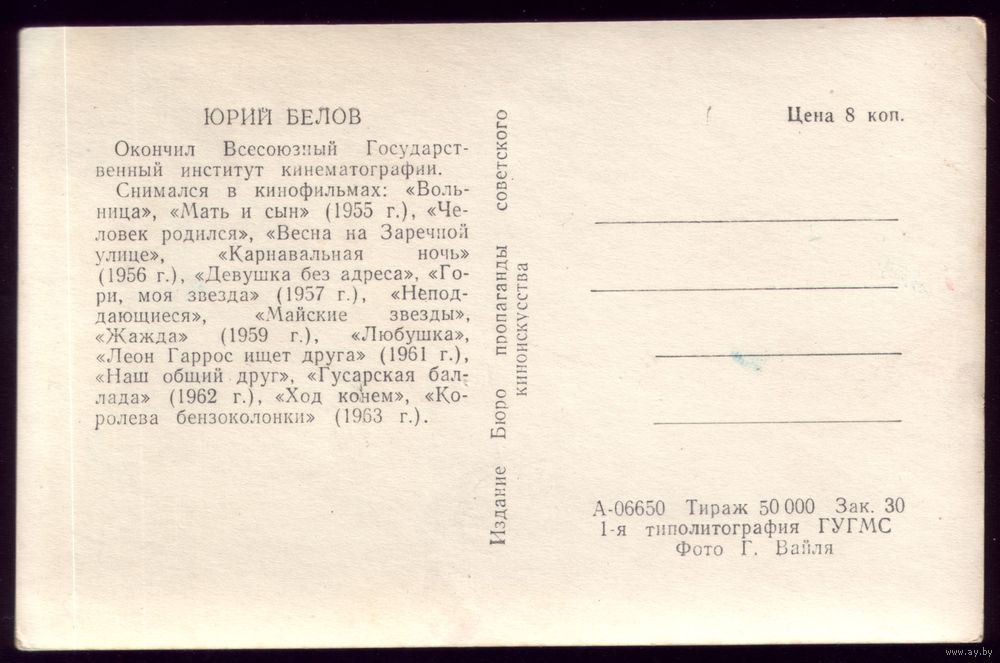 ЮРИЙ БЕЛОВ
Окончил Всесоюзный Государст-
венный институт кинематографии.
Снимался в кинофильмах: «Воль-
ница», «Мать и сын» (1955 г.), «Че-
ловек родился», «Весна на Заречной
улице», «Карнавальная ночь»
(1956 г.), «Девушка без адреса», «Го-
ри, моя звезда» (1957 г.), «Непод-
дающиеся», «Майские звезды»,
«Жажда» (1959 г.), «Любушка»,
«Леон Гаррос ищет друга» (1961 г.),
«Наш общий друг», «Гусарская бал-
лада» (1962 г.), «Ход конем», «Ко-
ролева бензоколонки» (1963 г.).
Издание Бюро пропаганды советского
киноискусства
Цена 8 коп.
А-06650 Тираж 50 000 Зак. 30
1-я типолитография ГУГМС
Фото Г. Вайля
www.ay.by